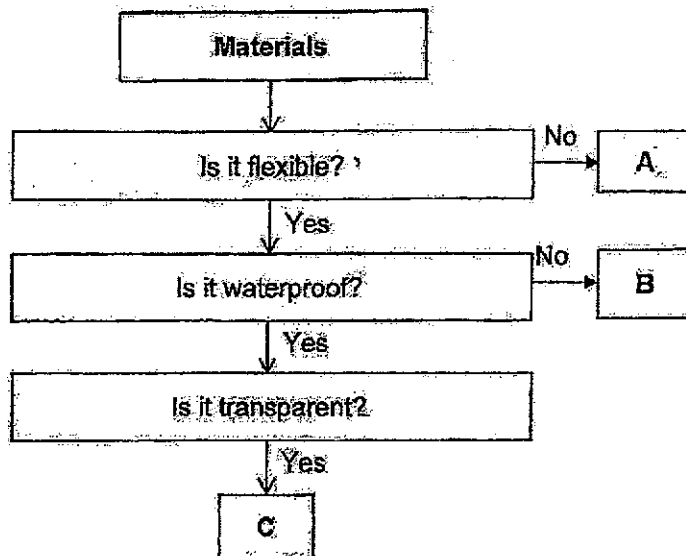 Materials
Is it flexible?
No
A
Yes
Is it waterproof?
No
B
Yes
Is it transparent?
Yes
C